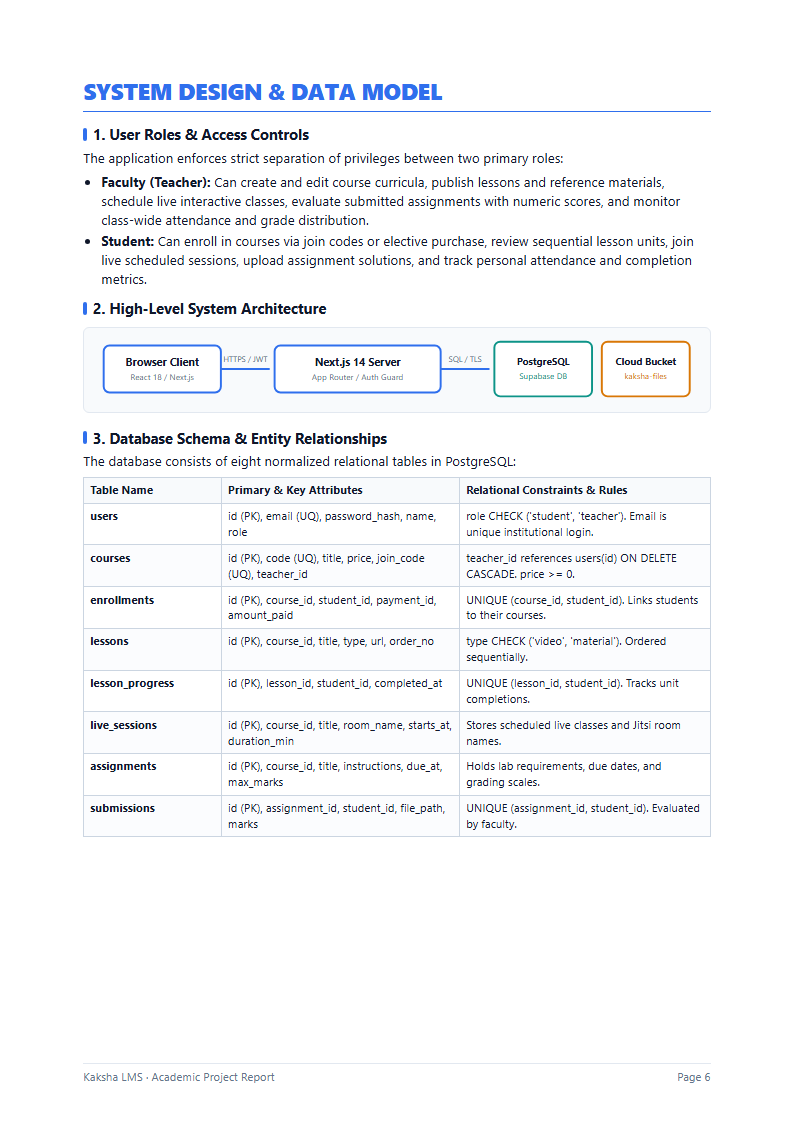 SYSTEM DESIGN & DATA MODEL
1. User Roles & Access Controls
The application enforces strict separation of privileges between two primary roles:
• Faculty (Teacher): Can create and edit course curricula, publish lessons and reference materials,
schedule live interactive classes, evaluate submitted assignments with numeric scores, and monitor
class-wide attendance and grade distribution.
• Student: Can enroll in courses via join codes or elective purchase, review sequential lesson units, join
live scheduled sessions, upload assignment solutions, and track personal attendance and completion
metrics.
2. High-Level System Architecture
Browser Client
React 18 / Next.js
HTTPS / JWT
Next.js 14 Server
App Router / Auth Guard
SQL / TLS
PostgreSQL
Supabase DB
Cloud Bucket
kaksha-files
3. Database Schema & Entity Relationships
The database consists of eight normalized relational tables in PostgreSQL:
Table Name Primary & Key Attributes Relational Constraints & Rules
users id (PK), email (UQ), password_hash, name, role CHECK ('student', 'teacher'). Email is
role unique institutional login.
courses id (PK), code (UQ), title, price, join_code teacher_id references users(id) ON DELETE
(UQ), teacher_id CASCADE. price >= 0.
enrollments id (PK), course_id, student_id, payment_id, UNIQUE (course_id, student_id). Links students
amount_paid to their courses.
lessons id (PK), course_id, title, type, url, order_no type CHECK ('video', 'material'). Ordered
sequentially.
lesson_progress id (PK), lesson_id, student_id, completed_at UNIQUE (lesson_id, student_id). Tracks unit
completions.
live_sessions id (PK), course_id, title, room_name, starts_at, Stores scheduled live classes and Jitsi room
duration_min names.
assignments id (PK), course_id, title, instructions, due_at, Holds lab requirements, due dates, and
max_marks grading scales.
submissions id (PK), assignment_id, student_id, file_path, UNIQUE (assignment_id, student_id). Evaluated
marks by faculty.
Kaksha LMS · Academic Project Report Page 6